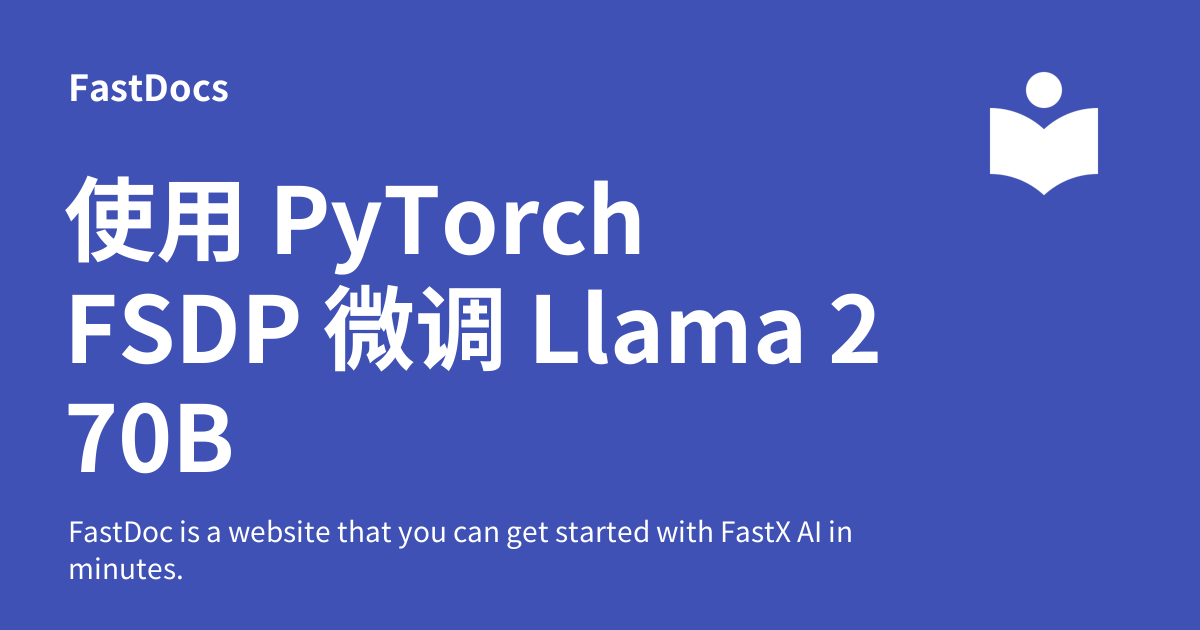 FastDocs
使用 PyTorch
FSDP 微调 Llama 2
70B
FastDoc is a website that you can get started with FastX AI in
minutes.